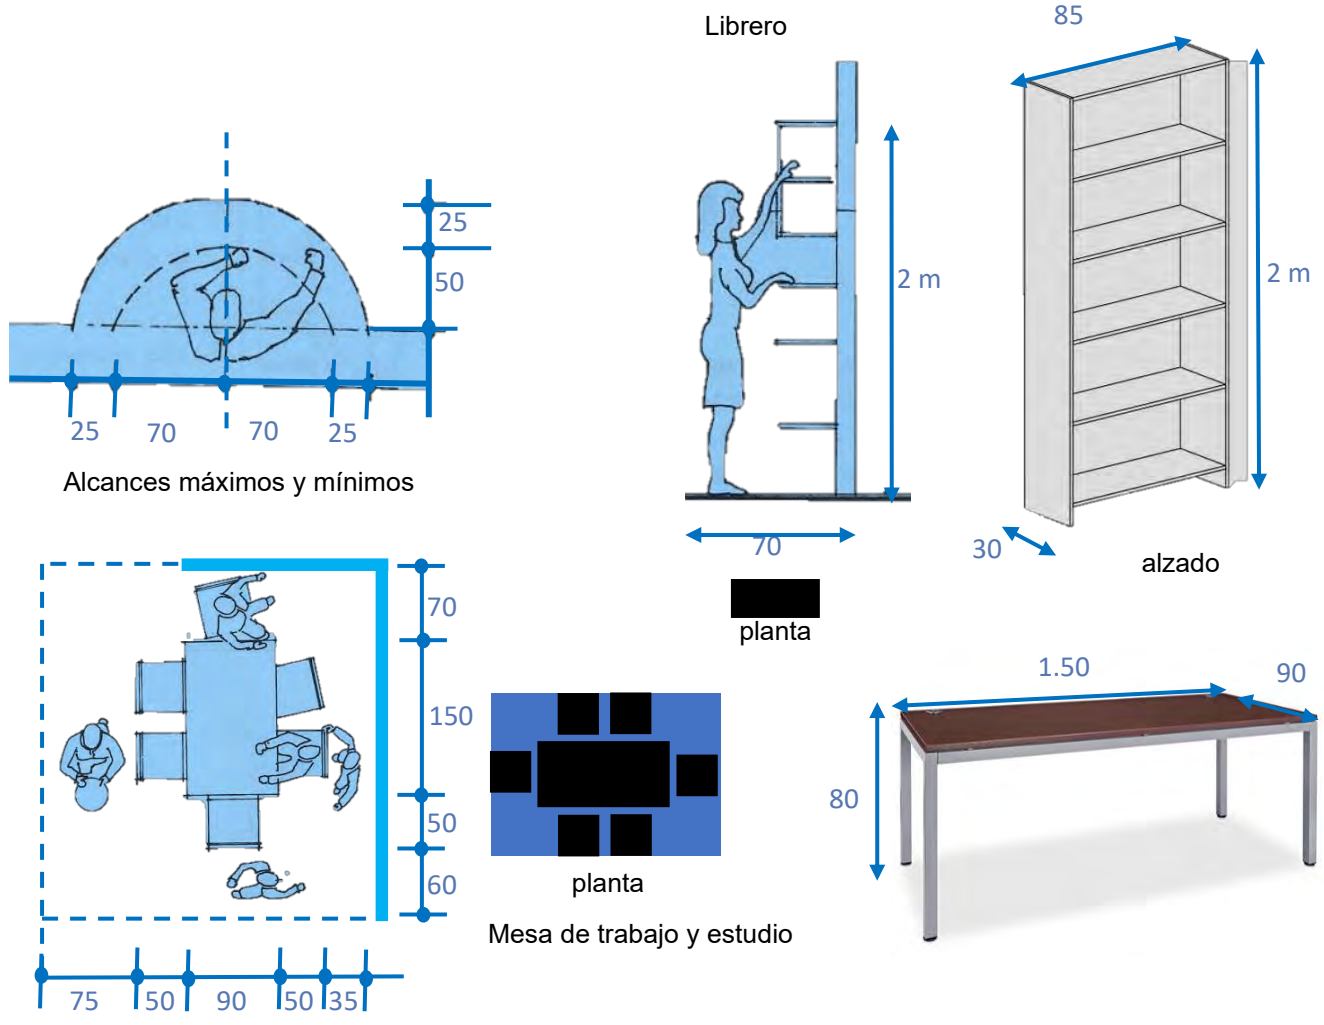 Librero
85
25
50
2 m
2 m
25
70
70
25
Alcances máximos y mínimos
70
30
alzado
planta
70
150
50
60
1.50
90
80
planta
Mesa de trabajo y estudio
75
50
90
50
35